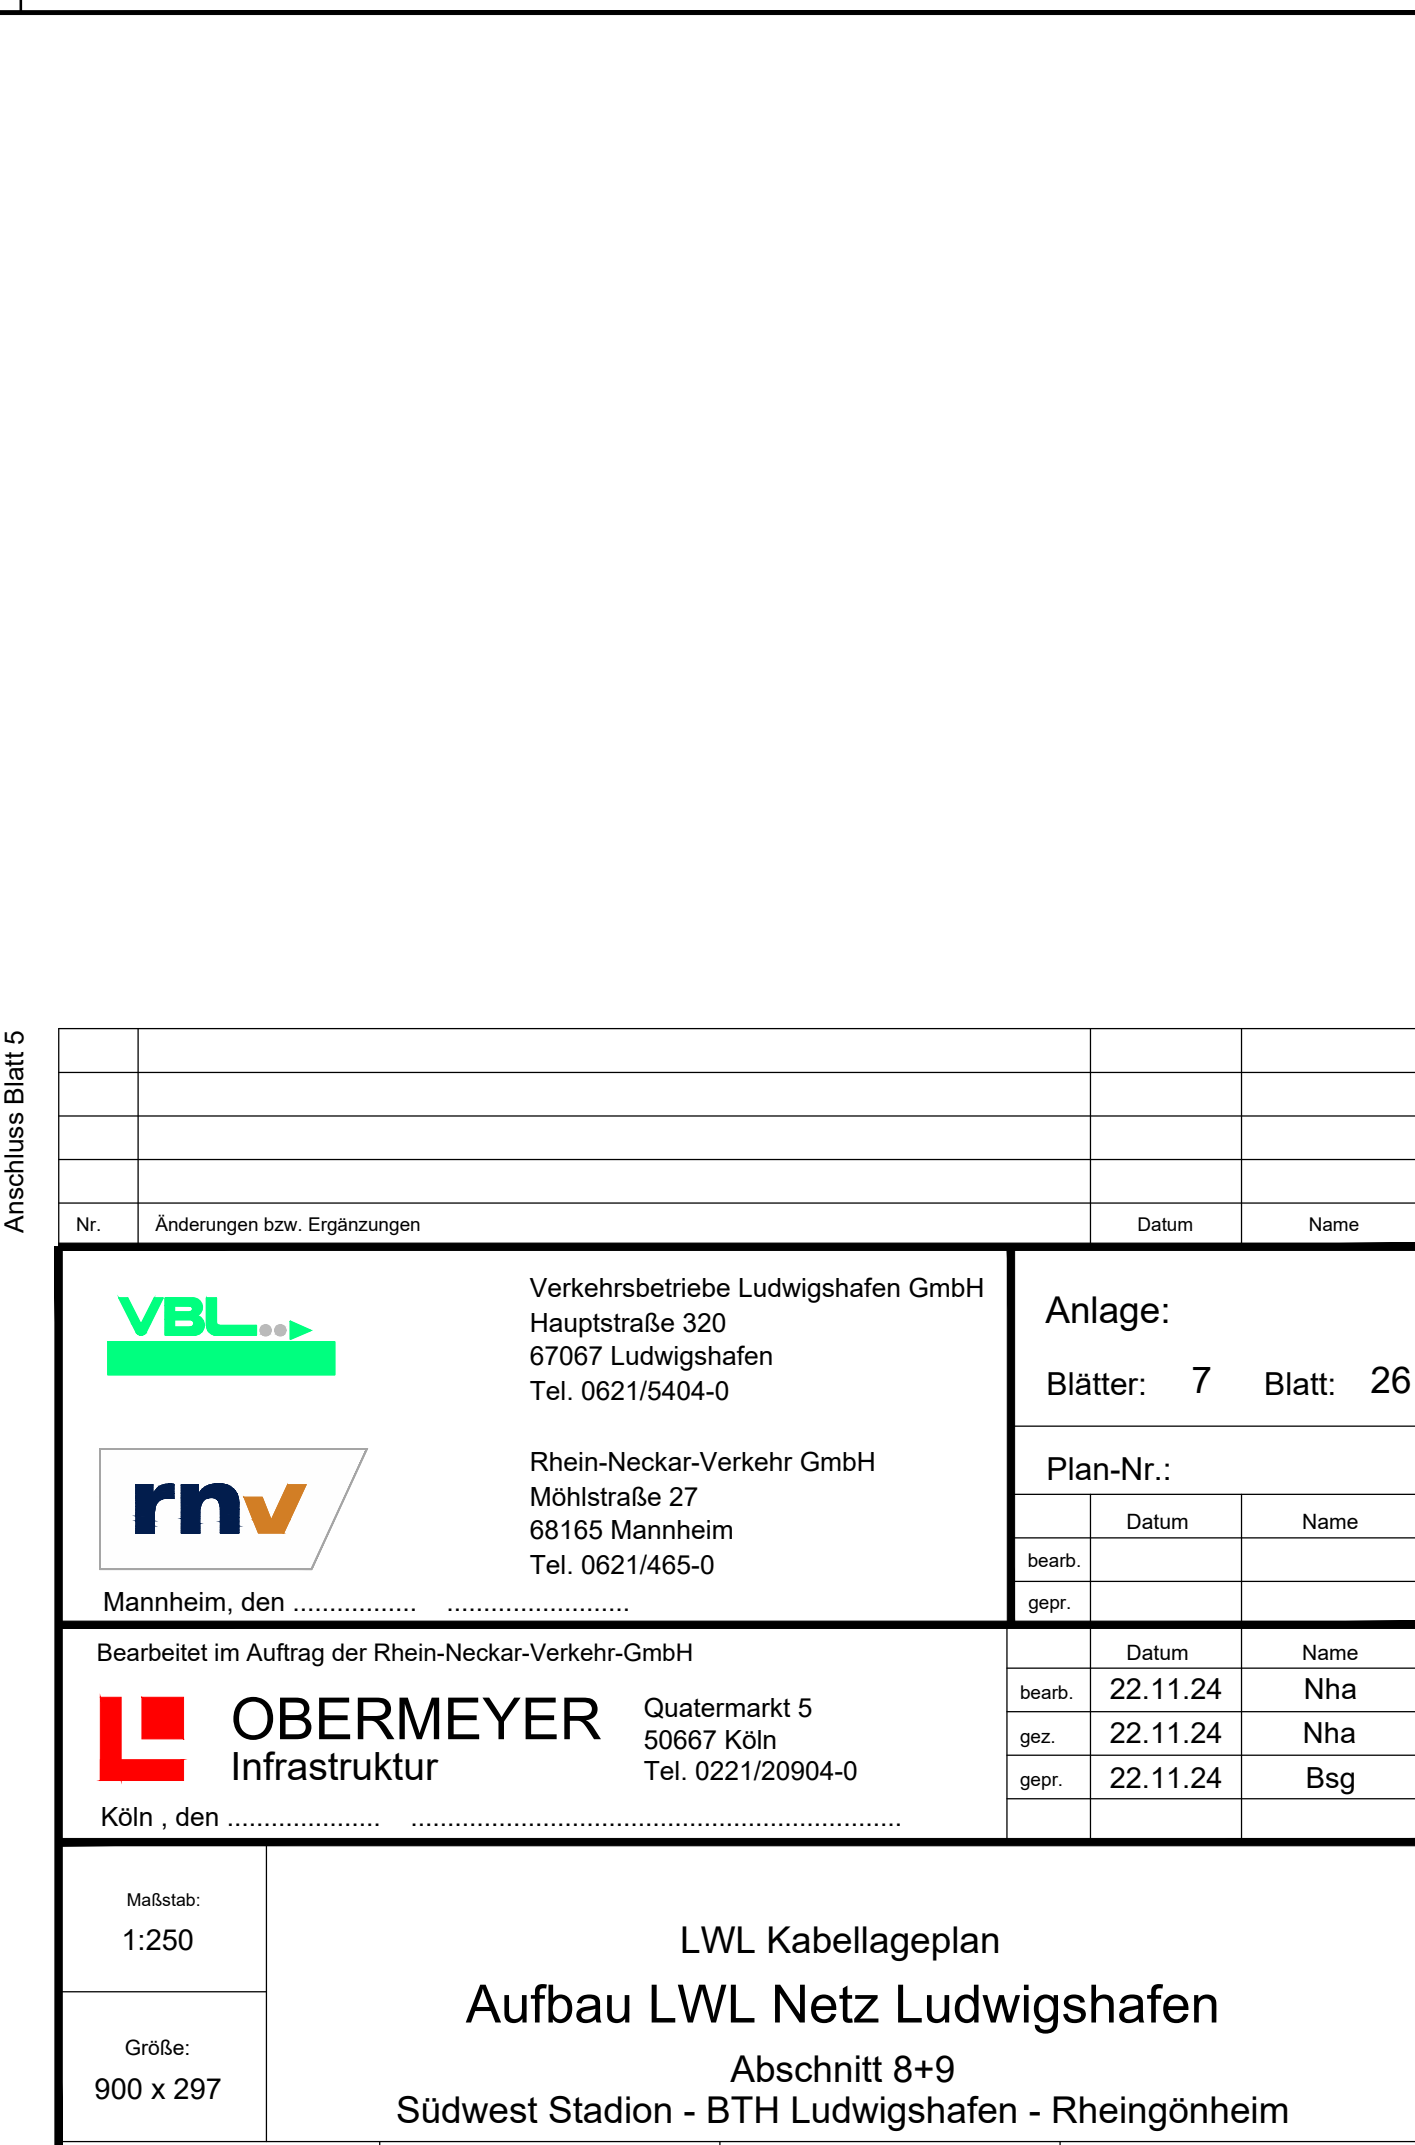 Anschluss Blatt 5
Nr. Änderungen bzw. Ergänzungen Datum Name
VBL
Verkehrsbetriebe Ludwigshafen GmbH
Hauptstraße 320
67067 Ludwigshafen
Tel. 0621/5404-0
rnv
Rhein-Neckar-Verkehr GmbH
Möhlstraße 27
68165 Mannheim
Tel. 0621/465-0
Mannheim, den ................. .........................
Anlage:
Blätter: 7 Blatt: 26
Plan-Nr.:
Datum Name
bearb.
gepr.
Bearbeitet im Auftrag der Rhein-Neckar-Verkehr-GmbH
OBERMEYER
Infrastruktur
Quatermarkt 5
50667 Köln
Tel. 0221/20904-0
Köln , den ..................... ...................................................................
Datum Name
bearb. 22.11.24 Nha
gez. 22.11.24 Nha
gepr. 22.11.24 Bsg
Maßstab:
1:250
Größe:
900 x 297
LWL Kabellageplan
Aufbau LWL Netz Ludwigshafen
Abschnitt 8+9
Südwest Stadion - BTH Ludwigshafen - Rheingönheim